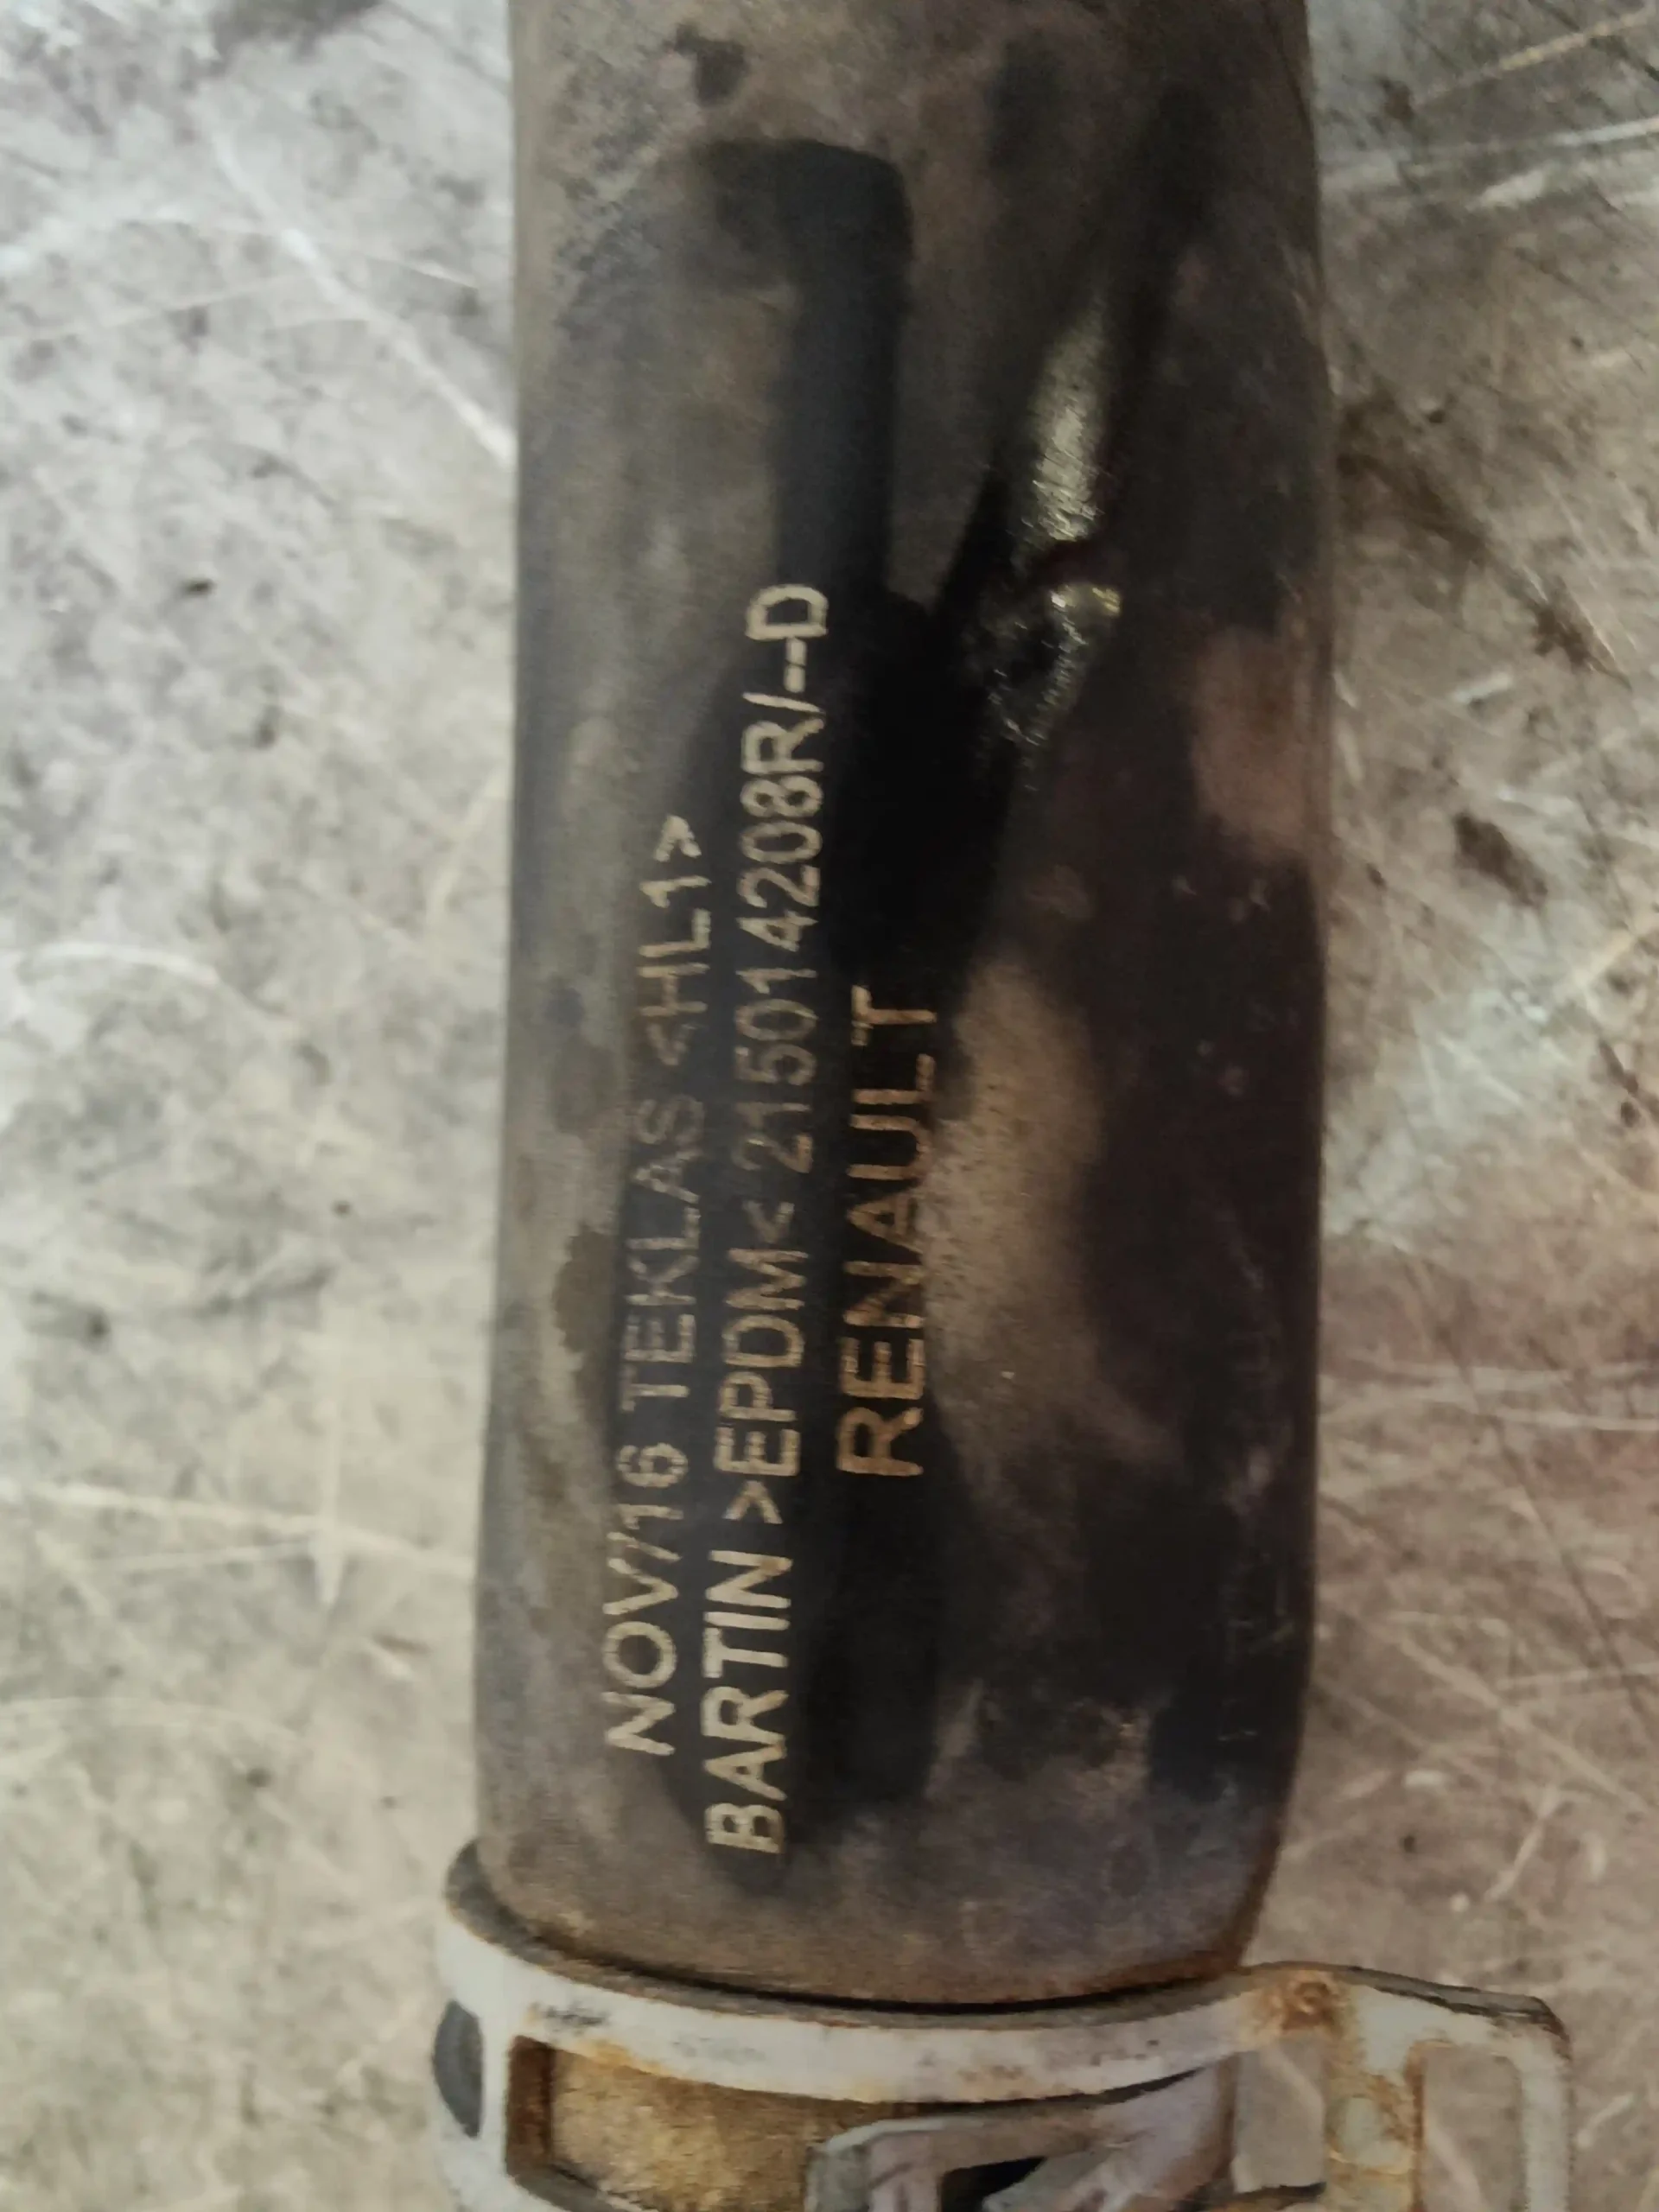 NOV/16 TEKLAS <HL1>
BARTIN >EPDM< 215014208R/--D
RENAULT